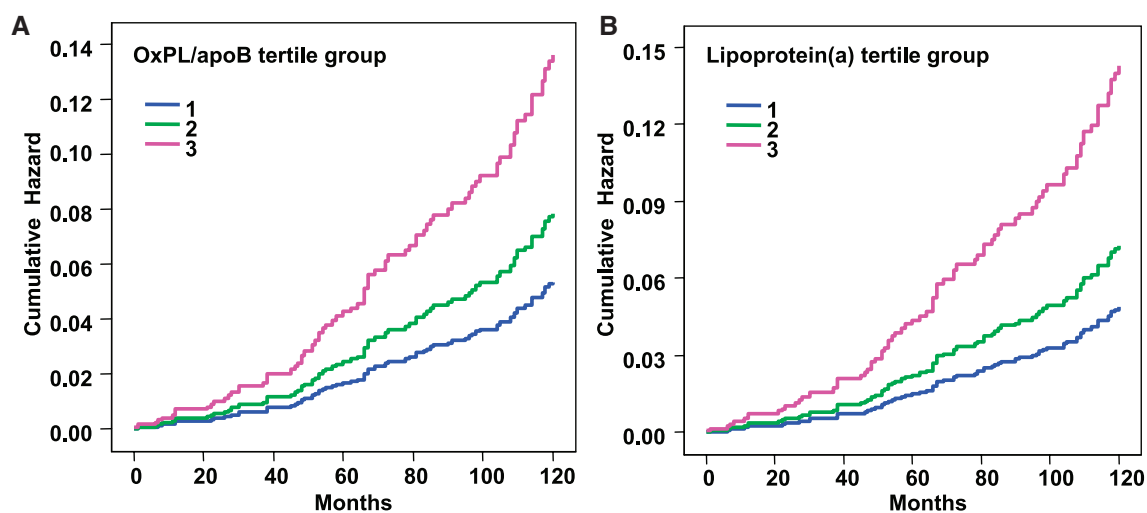 A
OxPL/apoB tertile group
1
2
3
Cumulative Hazard
0.14
0.12
0.10
0.08
0.06
0.04
0.02
0.00
0 20 40 60 80 100 120
Months
B
Lipoprotein(a) tertile group
1
2
3
Cumulative Hazard
0.15
0.12
0.09
0.06
0.03
0.00
0 20 40 60 80 100 120
Months